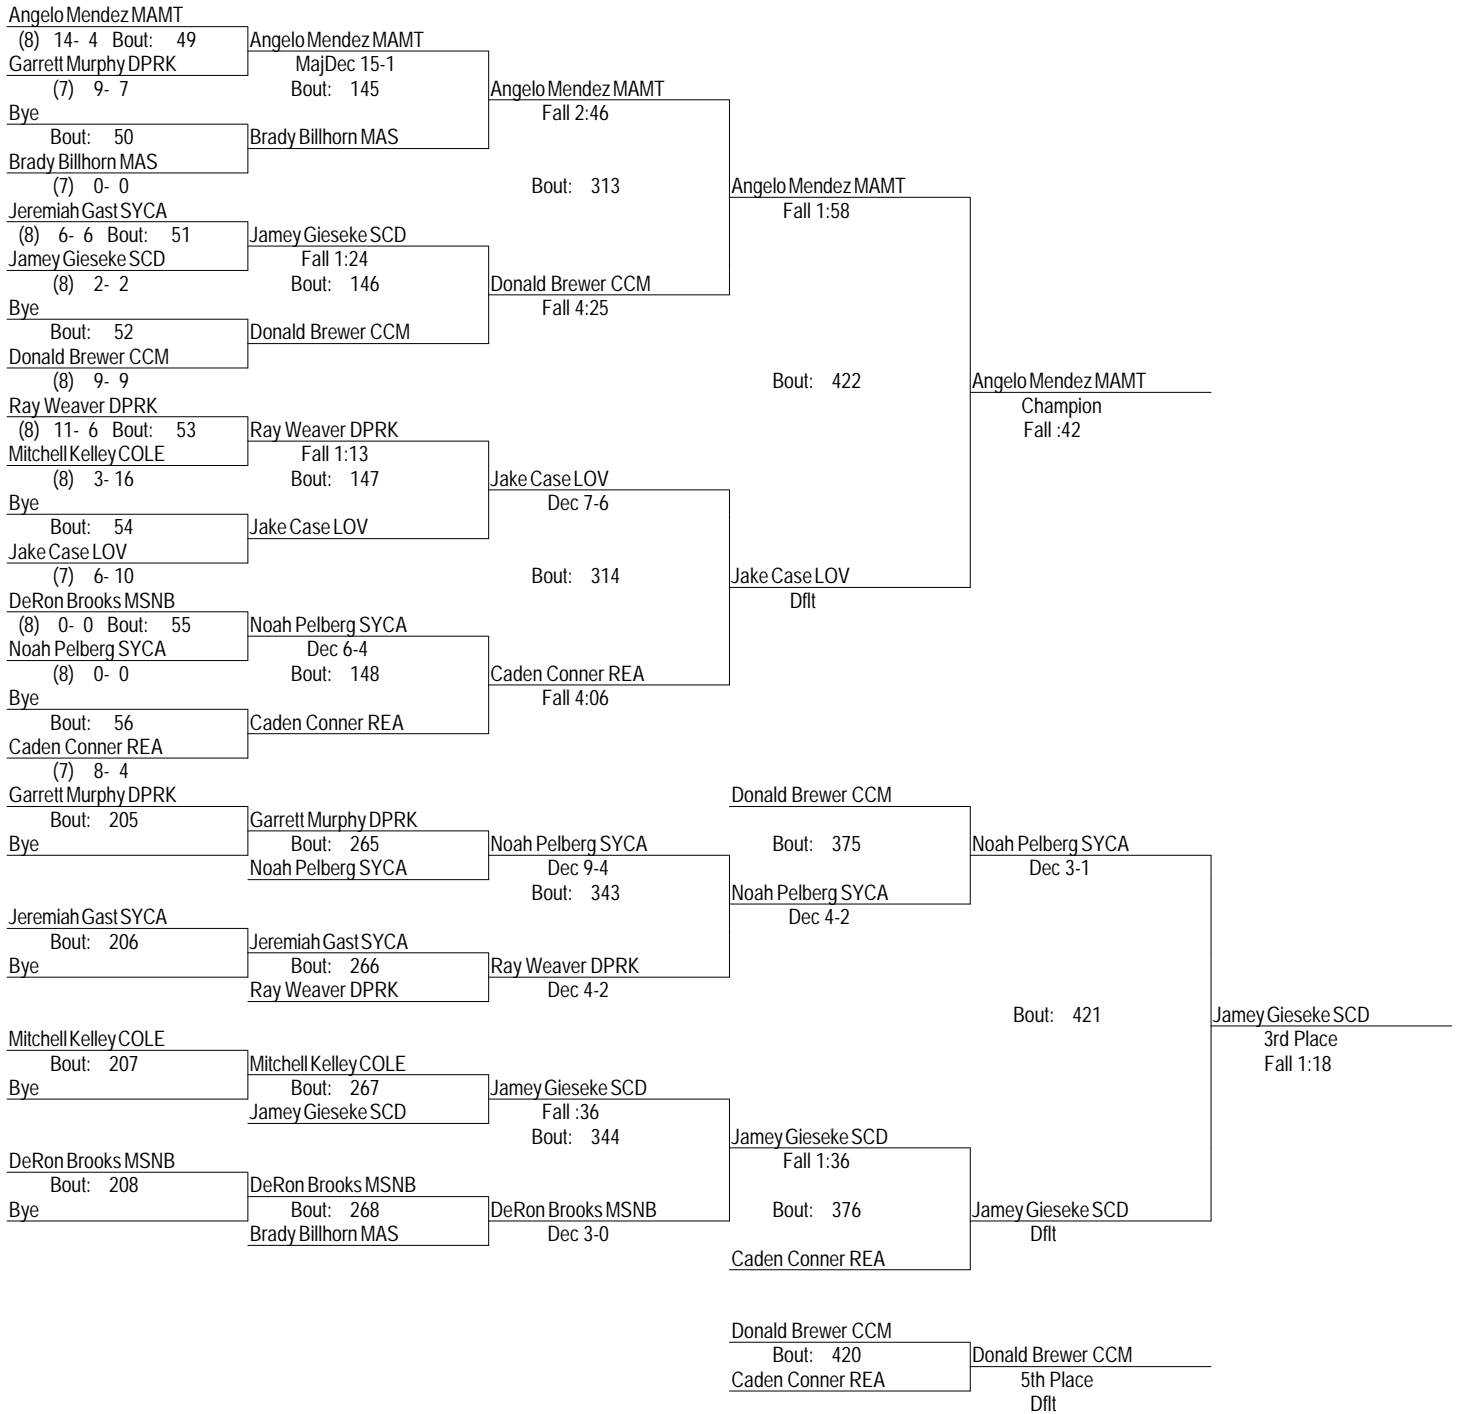 Angelo Mendez MAMT
(8) 14- 4 Bout: 49 Angelo Mendez MAMT
Garrett Murphy DPRK MajDec 15-1
(7) 9- 7 Bout: 145 Angelo Mendez MAMT
Bye Fall 2:46
Bout: 50 Brady Billhorn MAS
Brady Billhorn MAS
(7) 0- 0 Bout: 313 Angelo Mendez MAMT
Jeremiah Gast SYCA Fall 1:58
(8) 6- 6 Bout: 51 Jamey Gieseke SCD
Jamey Gieseke SCD Fall 1:24
(8) 2- 2 Bout: 146 Donald Brewer CCM
Bye Fall 4:25
Bout: 52 Donald Brewer CCM
Donald Brewer CCM
(8) 9- 9 Bout: 422 Angelo Mendez MAMT
Ray Weaver DPRK Champion
(8) 11- 6 Bout: 53 Ray Weaver DPRK Fall :42
Mitchell Kelley COLE Fall 1:13
(8) 3- 16 Bout: 147 Jake Case LOV
Bye Dec 7-6
Bout: 54 Jake Case LOV
Jake Case LOV
(7) 6- 10 Bout: 314 Jake Case LOV
DeRon Brooks MSNB Dflt
(8) 0- 0 Bout: 55 Noah Pelberg SYCA
Noah Pelberg SYCA Dec 6-4
(8) 0- 0 Bout: 148 Caden Conner REA
Bye Fall 4:06
Bout: 56 Caden Conner REA
Caden Conner REA
(7) 8- 4
Garrett Murphy DPRK Donald Brewer CCM
Bout: 205 Garrett Murphy DPRK
Bye Bout: 265 Noah Pelberg SYCA Bout: 375 Noah Pelberg SYCA
Noah Pelberg SYCA Dec 9-4 Dec 3-1
Bout: 343 Noah Pelberg SYCA
Jeremiah Gast SYCA Dec 4-2
Bout: 206 Jeremiah Gast SYCA
Bye Bout: 266 Ray Weaver DPRK
Ray Weaver DPRK Dec 4-2
Bout: 421 Jamey Gieseke SCD
Mitchell Kelley COLE 3rd Place
Bout: 207 Mitchell Kelley COLE Fall 1:18
Bye Bout: 267 Jamey Gieseke SCD
Jamey Gieseke SCD Fall :36
Bout: 344 Jamey Gieseke SCD
DeRon Brooks MSNB Fall 1:36
Bout: 208 DeRon Brooks MSNB
Bye Bout: 268 DeRon Brooks MSNB Bout: 376 Jamey Gieseke SCD
Brady Billhorn MAS Dec 3-0 Dflt
Caden Conner REA
Donald Brewer CCM
Bout: 420 Donald Brewer CCM
Caden Conner REA 5th Place
Dflt